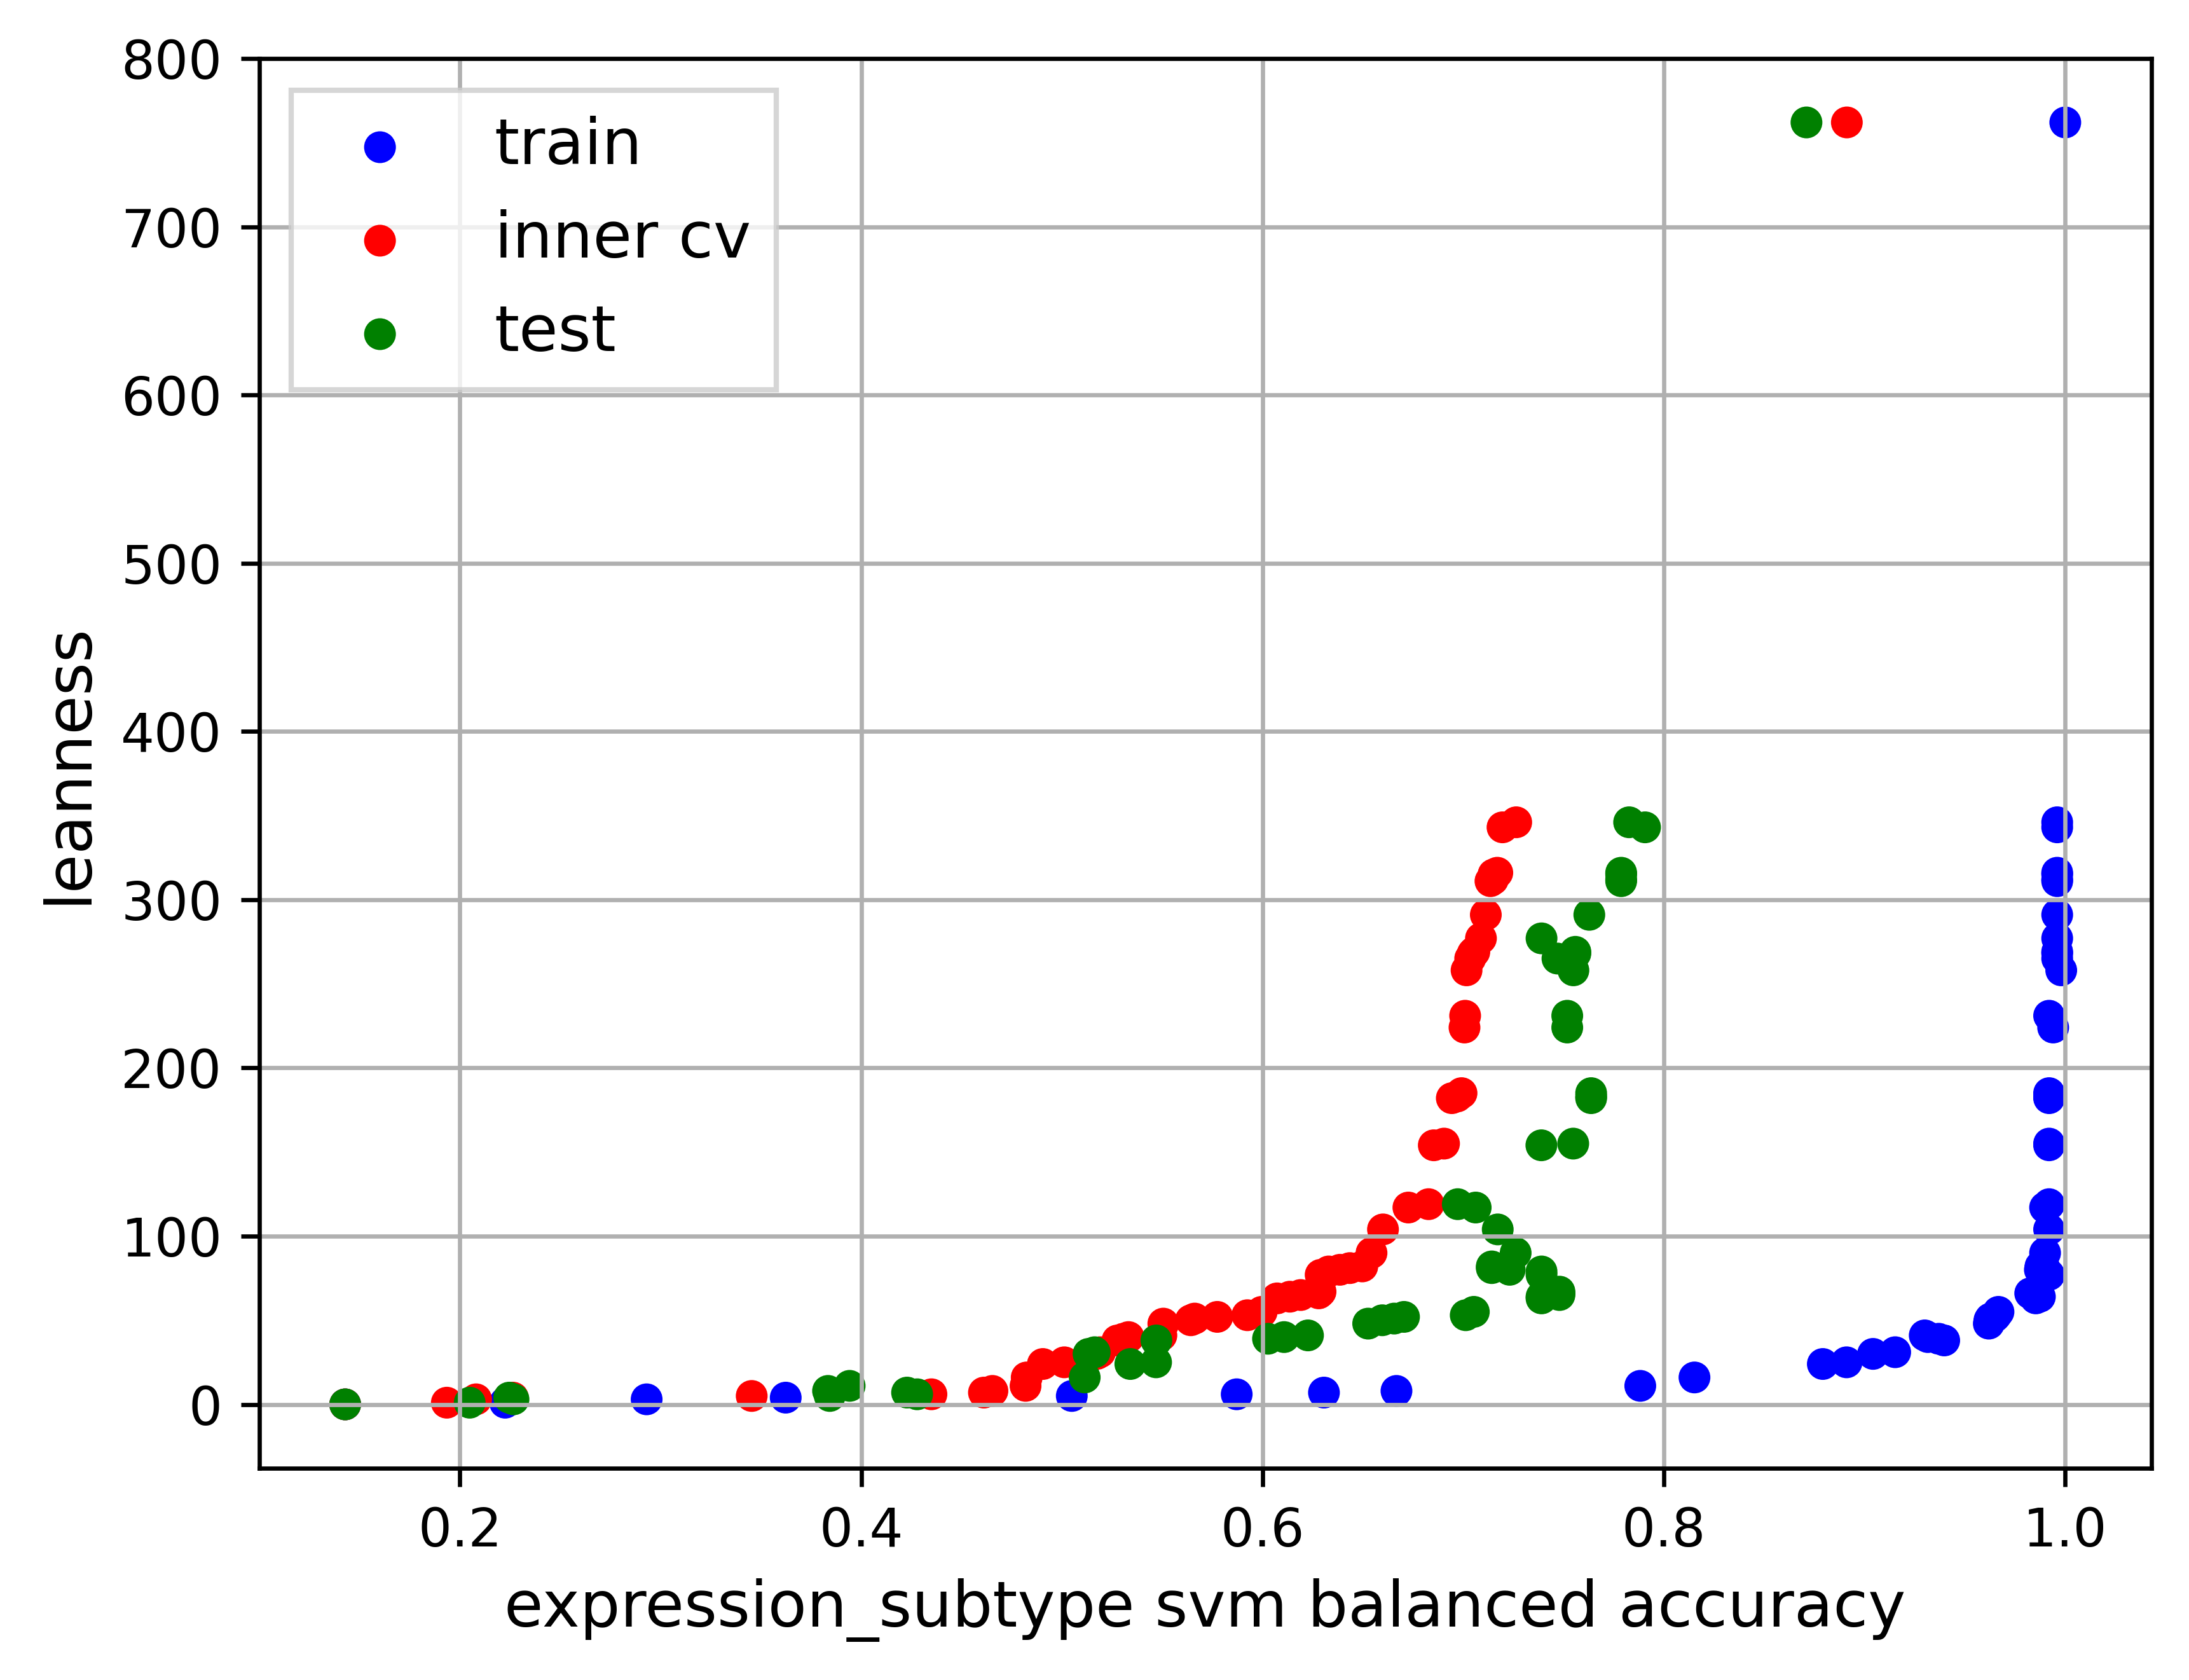 800
700
600
500
400
300
200
100
0
leanness
train
inner cv
test
0.2 0.4 0.6 0.8 1.0
expression_subtype svm balanced accuracy